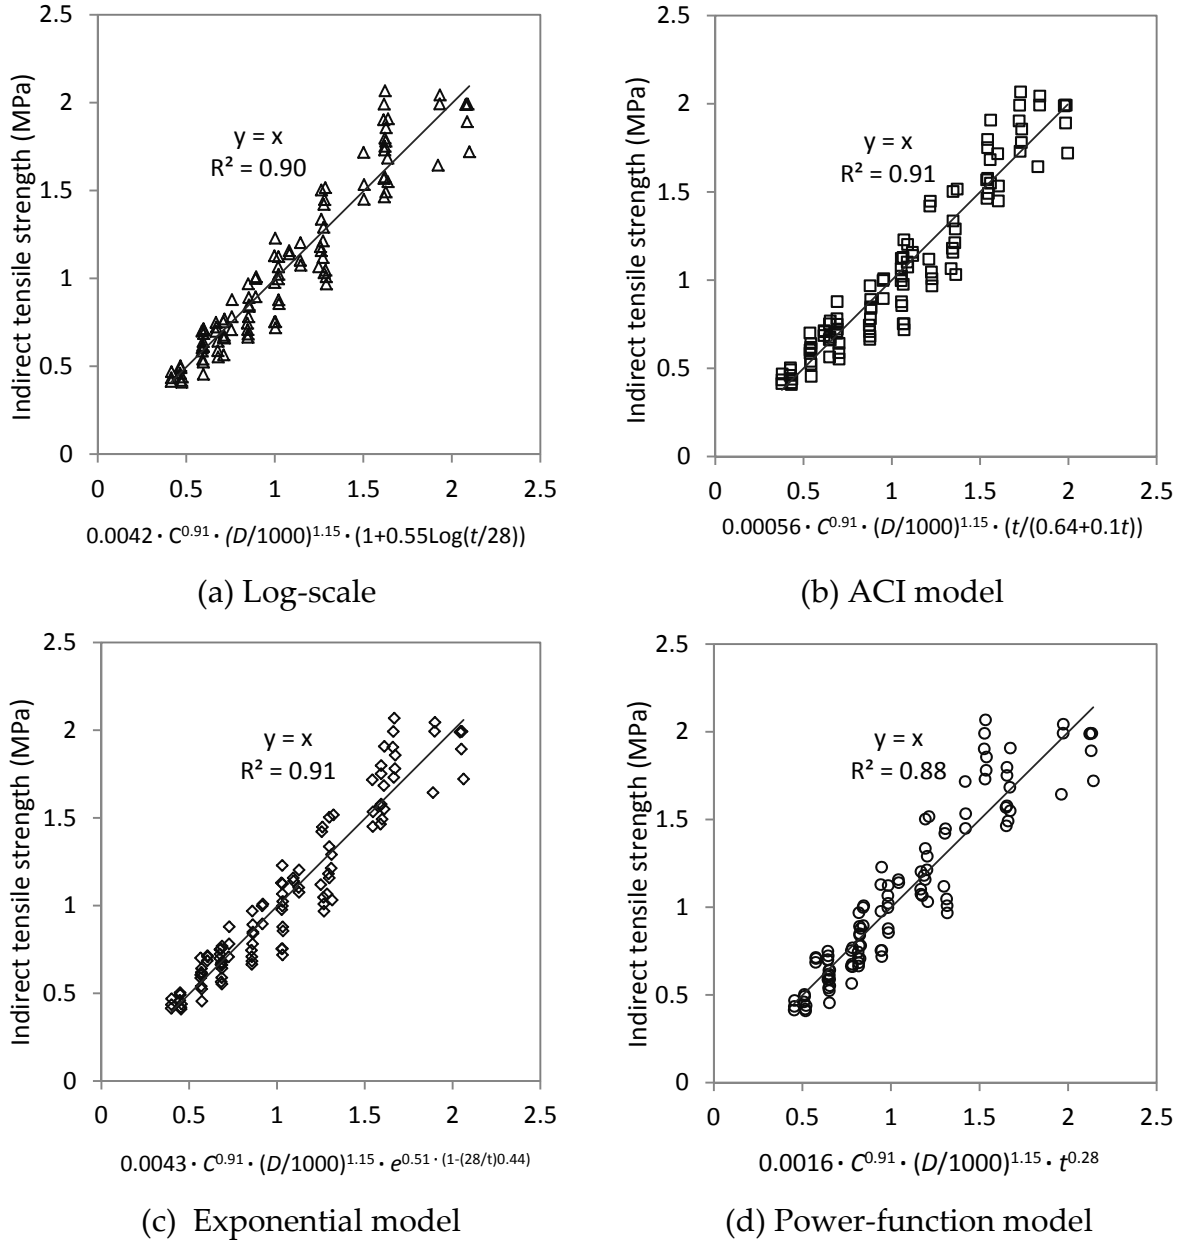 2.5
2
1.5
1
0.5
0
Indirect tensile strength (MPa)
y = x
R² = 0.90
0 0.5 1 1.5 2 2.5
0.0042 · C^0.91 · (D/1000)^1.15 · (1+0.55Log(t/28))
(a) Log-scale
2.5
2
1.5
1
0.5
0
Indirect tensile strength (MPa)
y = x
R² = 0.91
0 0.5 1 1.5 2 2.5
0.00056 · C^0.91 · (D/1000)^1.15 · (t/(0.64+0.1t))
(b) ACI model
2.5
2
1.5
1
0.5
0
Indirect tensile strength (MPa)
y = x
R² = 0.91
0 0.5 1 1.5 2 2.5
0.0043 · C^0.91 · (D/1000)^1.15 · e^0.51 · (1-(28/t)0.44)
(c) Exponential model
2.5
2
1.5
1
0.5
0
Indirect tensile strength (MPa)
y = x
R² = 0.88
0 0.5 1 1.5 2 2.5
0.0016 · C^0.91 · (D/1000)^1.15 · t^0.28
(d) Power-function model